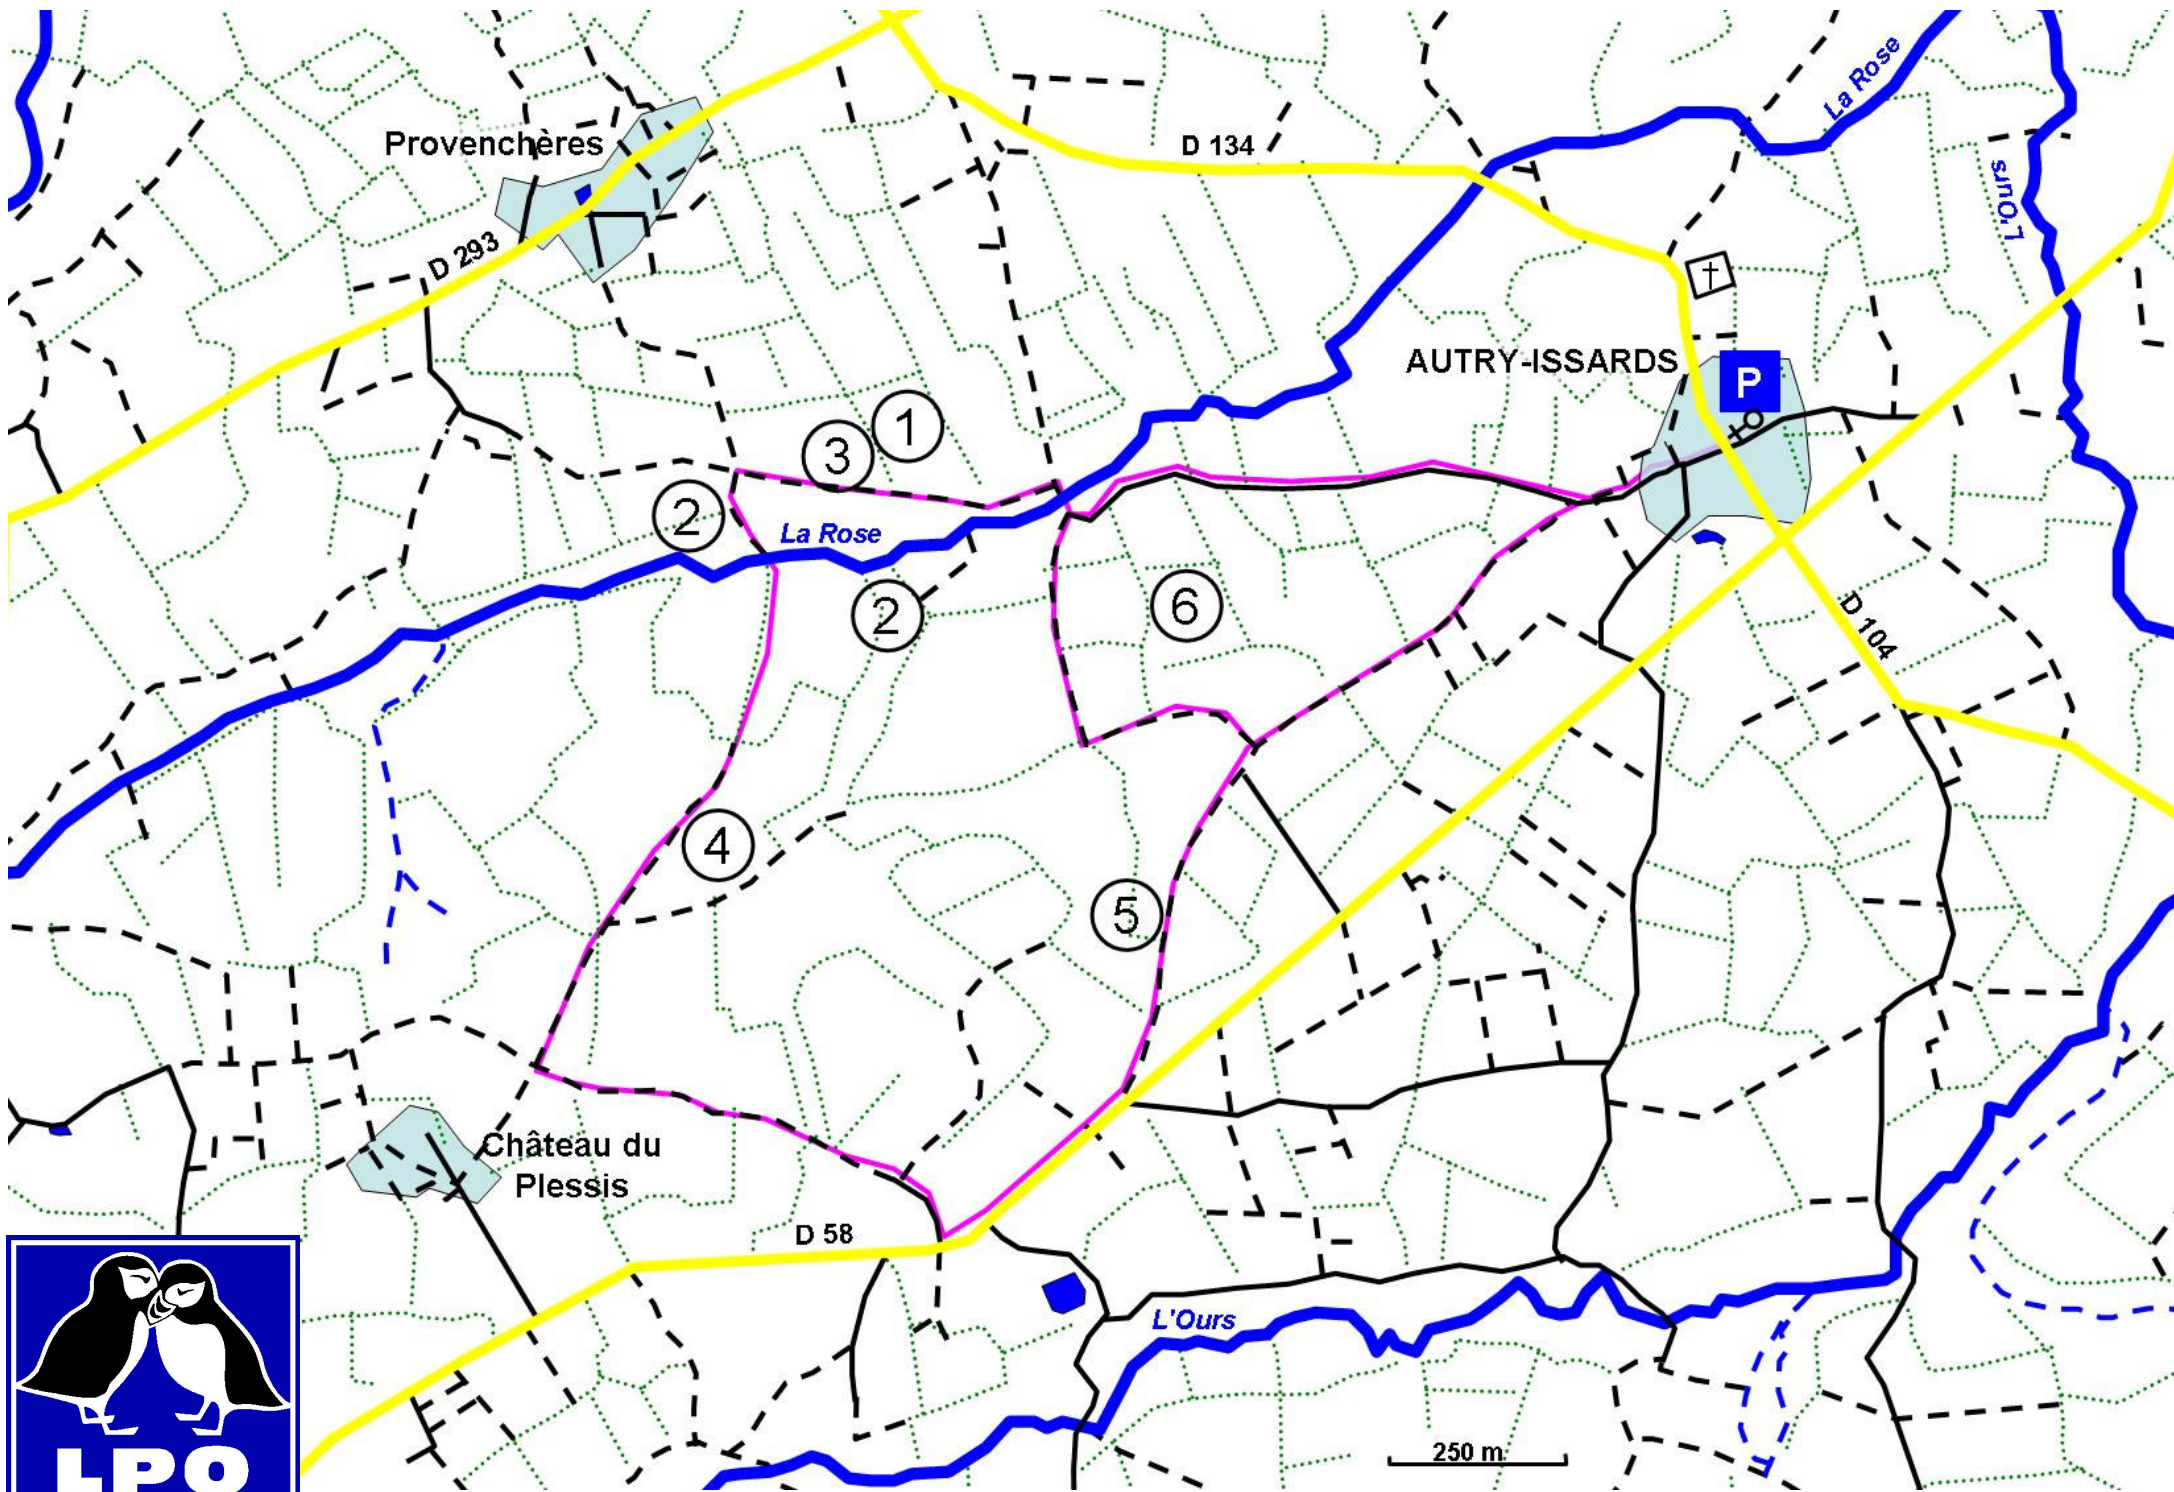 La Rose
Provenchères
D 134
L'Ours
D 293
AUTRY-ISSARDS
P
1
3
2
La Rose
2
6
D 104
4
5
Château du
Plessis
D 58
L'Ours
250 m
LPO